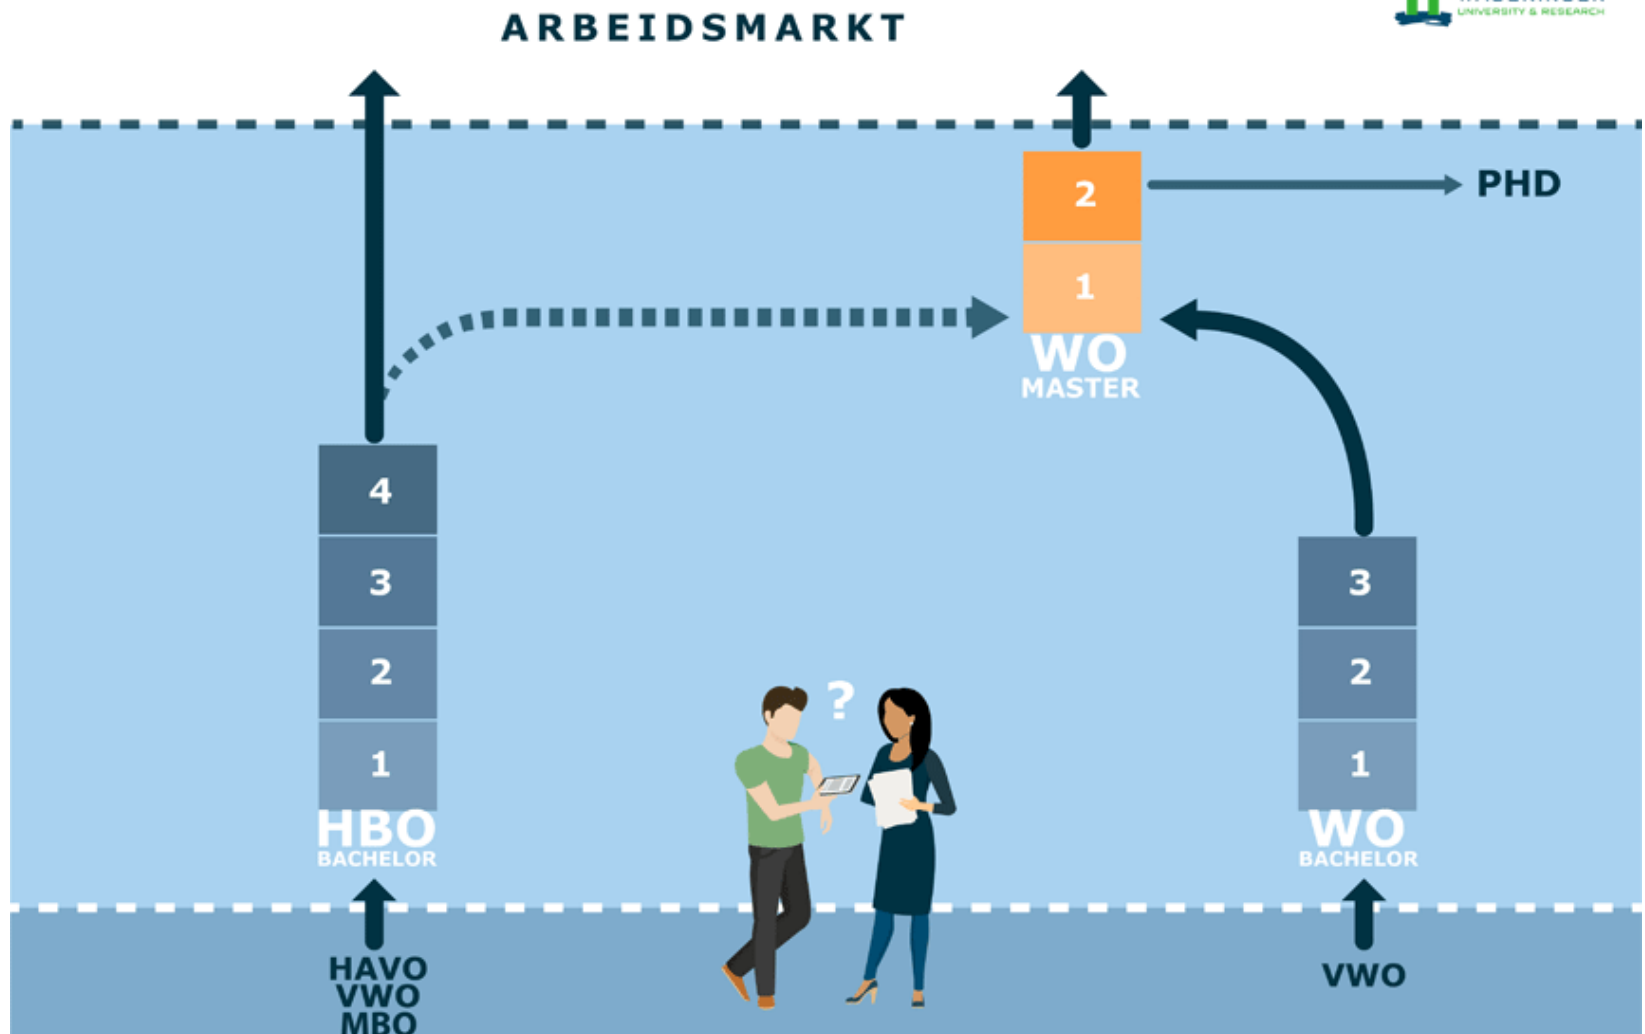 ARBEIDSMARKT
UNIVERSITY & RESEARCH
2
PHD
1
WO
MASTER
4
3
2
1
HBO
BACHELOR
?
3
2
1
WO
BACHELOR
HAVO
VWO
MBO
VWO